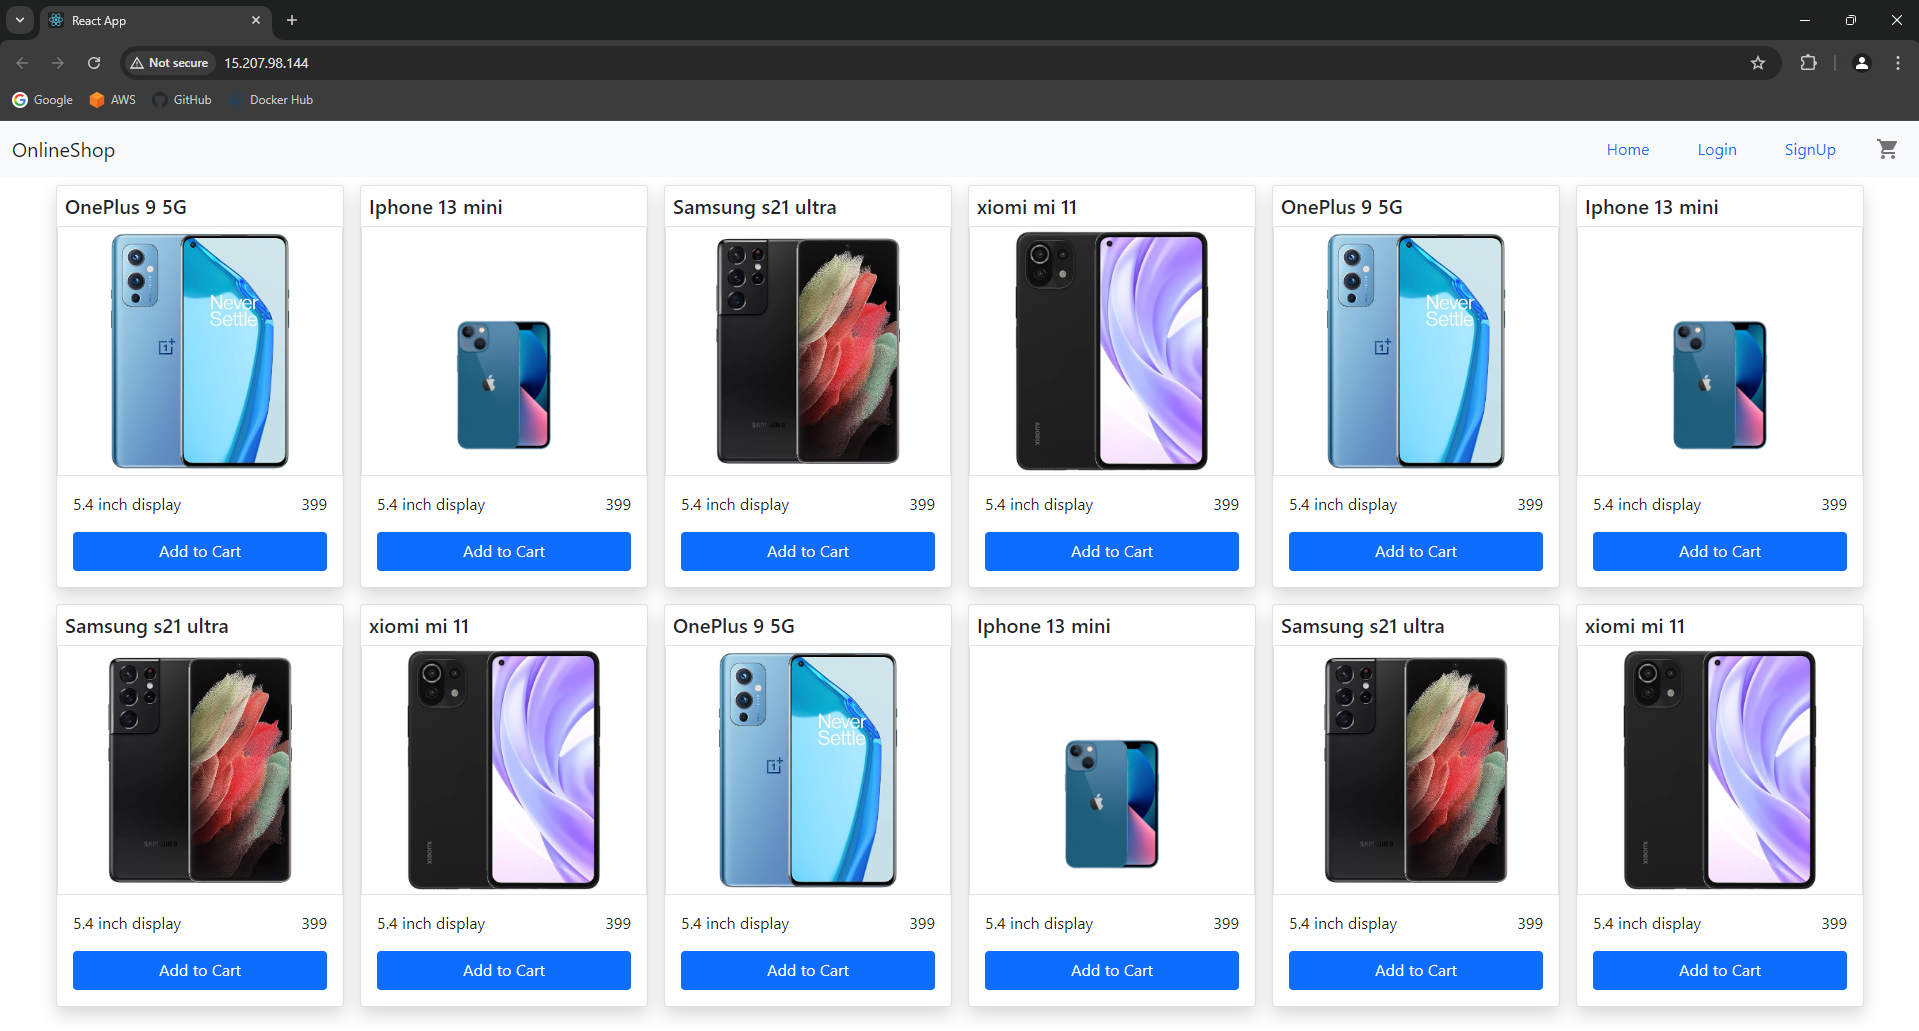 React App
Not secure 15.207.98.144
Google AWS GitHub Docker Hub
OnlineShop Home Login SignUp
OnePlus 9 5G Iphone 13 mini Samsung s21 ultra xiomi mi 11 OnePlus 9 5G Iphone 13 mini
Never Never
Settle Settle
SAMSUNG
XIAOMI
5.4 inch display 399 5.4 inch display 399 5.4 inch display 399 5.4 inch display 399 5.4 inch display 399 5.4 inch display 399
Add to Cart Add to Cart Add to Cart Add to Cart Add to Cart Add to Cart
Samsung s21 ultra xiomi mi 11 OnePlus 9 5G Iphone 13 mini Samsung s21 ultra xiomi mi 11
Never
Settle
SAMSUNG XIAOMI SAMSUNG XIAOMI
5.4 inch display 399 5.4 inch display 399 5.4 inch display 399 5.4 inch display 399 5.4 inch display 399 5.4 inch display 399
Add to Cart Add to Cart Add to Cart Add to Cart Add to Cart Add to Cart